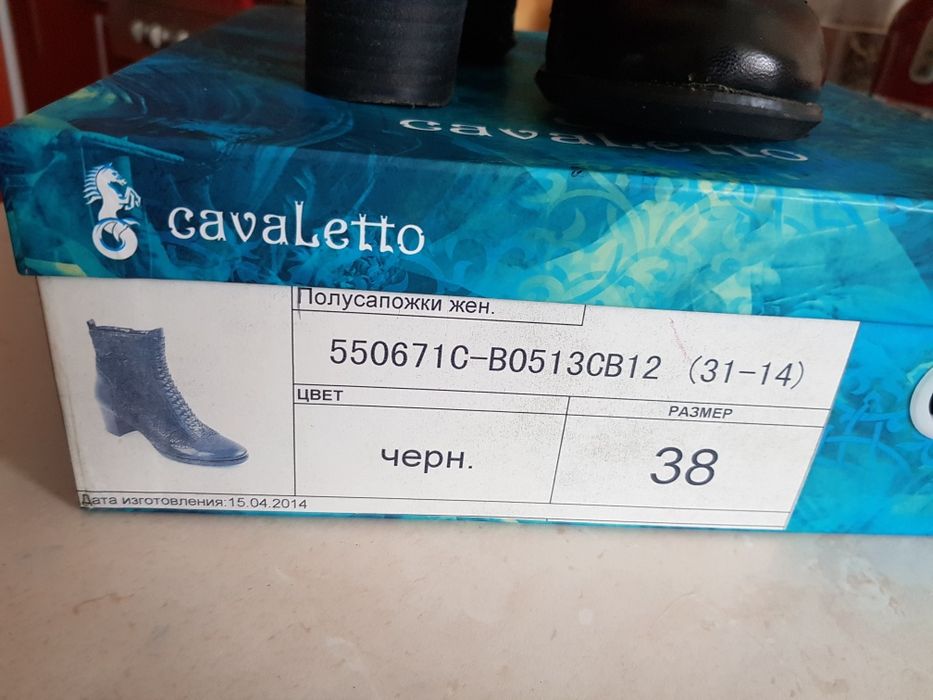 cavaLetto
cavaLetto
Полусапожки жен.
550671C-B0513CB12 (31-14)
ЦВЕТ
РАЗМЕР
черн.
38
Дата изготовления:15.04.2014